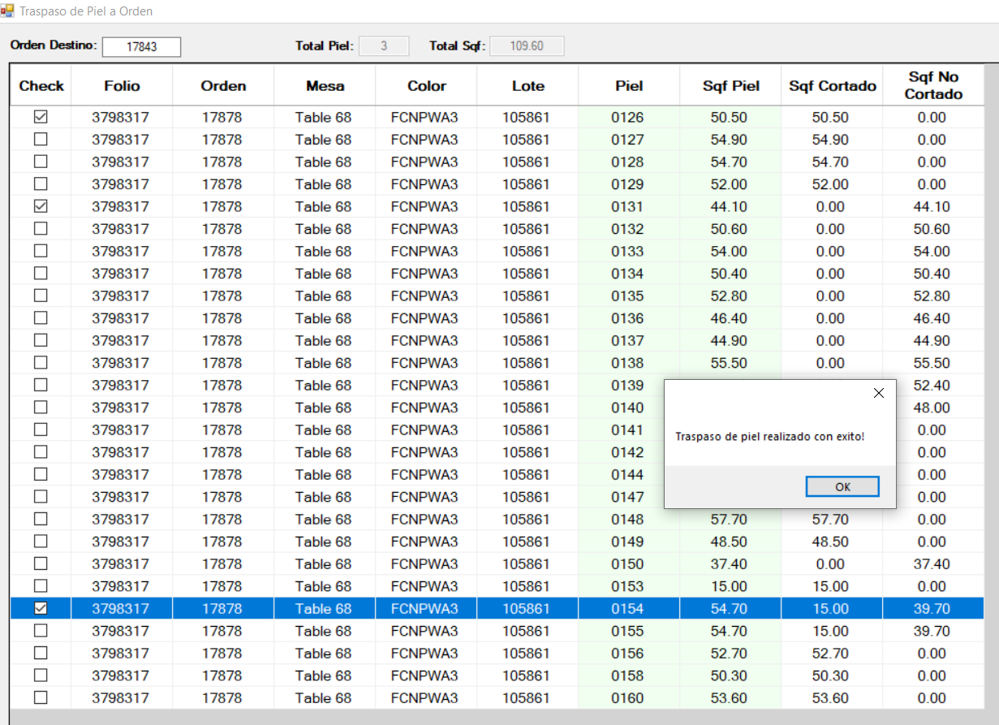 Traspaso de Piel a Orden
Orden Destino: 17843 Total Piel: 3 Total Sqf: 109.60
Check Folio Orden Mesa Color Lote Piel Sqf Piel Sqf Cortado Sqf No Cortado
3798317 17878 Table 68 FCNPWA3 105861 0126 50.50 50.50 0.00
3798317 17878 Table 68 FCNPWA3 105861 0127 54.90 54.90 0.00
3798317 17878 Table 68 FCNPWA3 105861 0128 54.70 54.70 0.00
3798317 17878 Table 68 FCNPWA3 105861 0129 52.00 52.00 0.00
3798317 17878 Table 68 FCNPWA3 105861 0131 44.10 0.00 44.10
3798317 17878 Table 68 FCNPWA3 105861 0132 50.60 0.00 50.60
3798317 17878 Table 68 FCNPWA3 105861 0133 54.00 0.00 54.00
3798317 17878 Table 68 FCNPWA3 105861 0134 50.40 0.00 50.40
3798317 17878 Table 68 FCNPWA3 105861 0135 52.80 0.00 52.80
3798317 17878 Table 68 FCNPWA3 105861 0136 46.40 0.00 46.40
3798317 17878 Table 68 FCNPWA3 105861 0137 44.90 0.00 44.90
3798317 17878 Table 68 FCNPWA3 105861 0138 55.50 0.00 55.50
3798317 17878 Table 68 FCNPWA3 105861 0139 52.40
3798317 17878 Table 68 FCNPWA3 105861 0140 48.00
3798317 17878 Table 68 FCNPWA3 105861 0141 0.00
3798317 17878 Table 68 FCNPWA3 105861 0142 0.00
3798317 17878 Table 68 FCNPWA3 105861 0144 0.00
3798317 17878 Table 68 FCNPWA3 105861 0147 0.00
3798317 17878 Table 68 FCNPWA3 105861 0148 57.70 57.70 0.00
3798317 17878 Table 68 FCNPWA3 105861 0149 48.50 48.50 0.00
3798317 17878 Table 68 FCNPWA3 105861 0150 37.40 0.00 37.40
3798317 17878 Table 68 FCNPWA3 105861 0153 15.00 15.00 0.00
3798317 17878 Table 68 FCNPWA3 105861 0154 54.70 15.00 39.70
3798317 17878 Table 68 FCNPWA3 105861 0155 54.70 15.00 39.70
3798317 17878 Table 68 FCNPWA3 105861 0156 52.70 52.70 0.00
3798317 17878 Table 68 FCNPWA3 105861 0158 50.30 50.30 0.00
3798317 17878 Table 68 FCNPWA3 105861 0160 53.60 53.60 0.00
Traspaso de piel realizado con exito!
OK